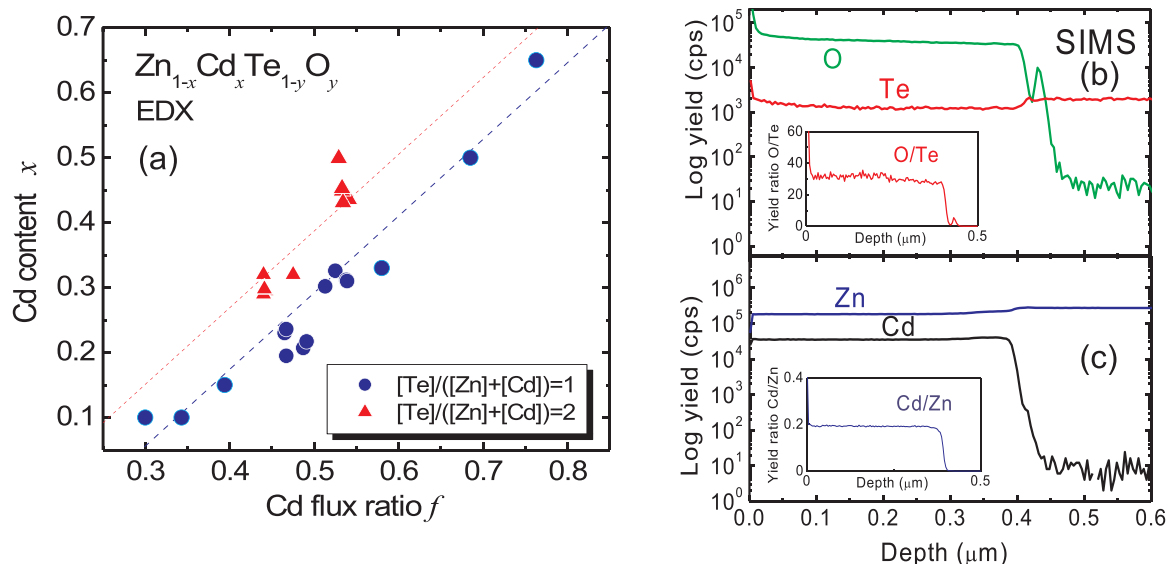 Zn1-xCdxTe1-yOy
EDX
(a)
0.7
0.6
0.5
0.4
0.3
0.2
0.1
Cd content x
[Te]/([Zn]+[Cd])=1
[Te]/([Zn]+[Cd])=2
0.3 0.4 0.5 0.6 0.7 0.8
Cd flux ratio f
SIMS
(b)
O
Te
10^5
10^4
10^3
10^2
10^1
10^0
Log yield (cps)
O/Te
60
40
20
0
Yield ratio O/Te
0 0.5
Depth (μm)
Zn
Cd
(c)
10^6
10^5
10^4
10^3
10^2
10^1
10^0
Log yield (cps)
Cd/Zn
0.4
0.2
0
Yield ratio Cd/Zn
0 0.5
Depth (μm)
0.0 0.1 0.2 0.3 0.4 0.5 0.6
Depth (μm)